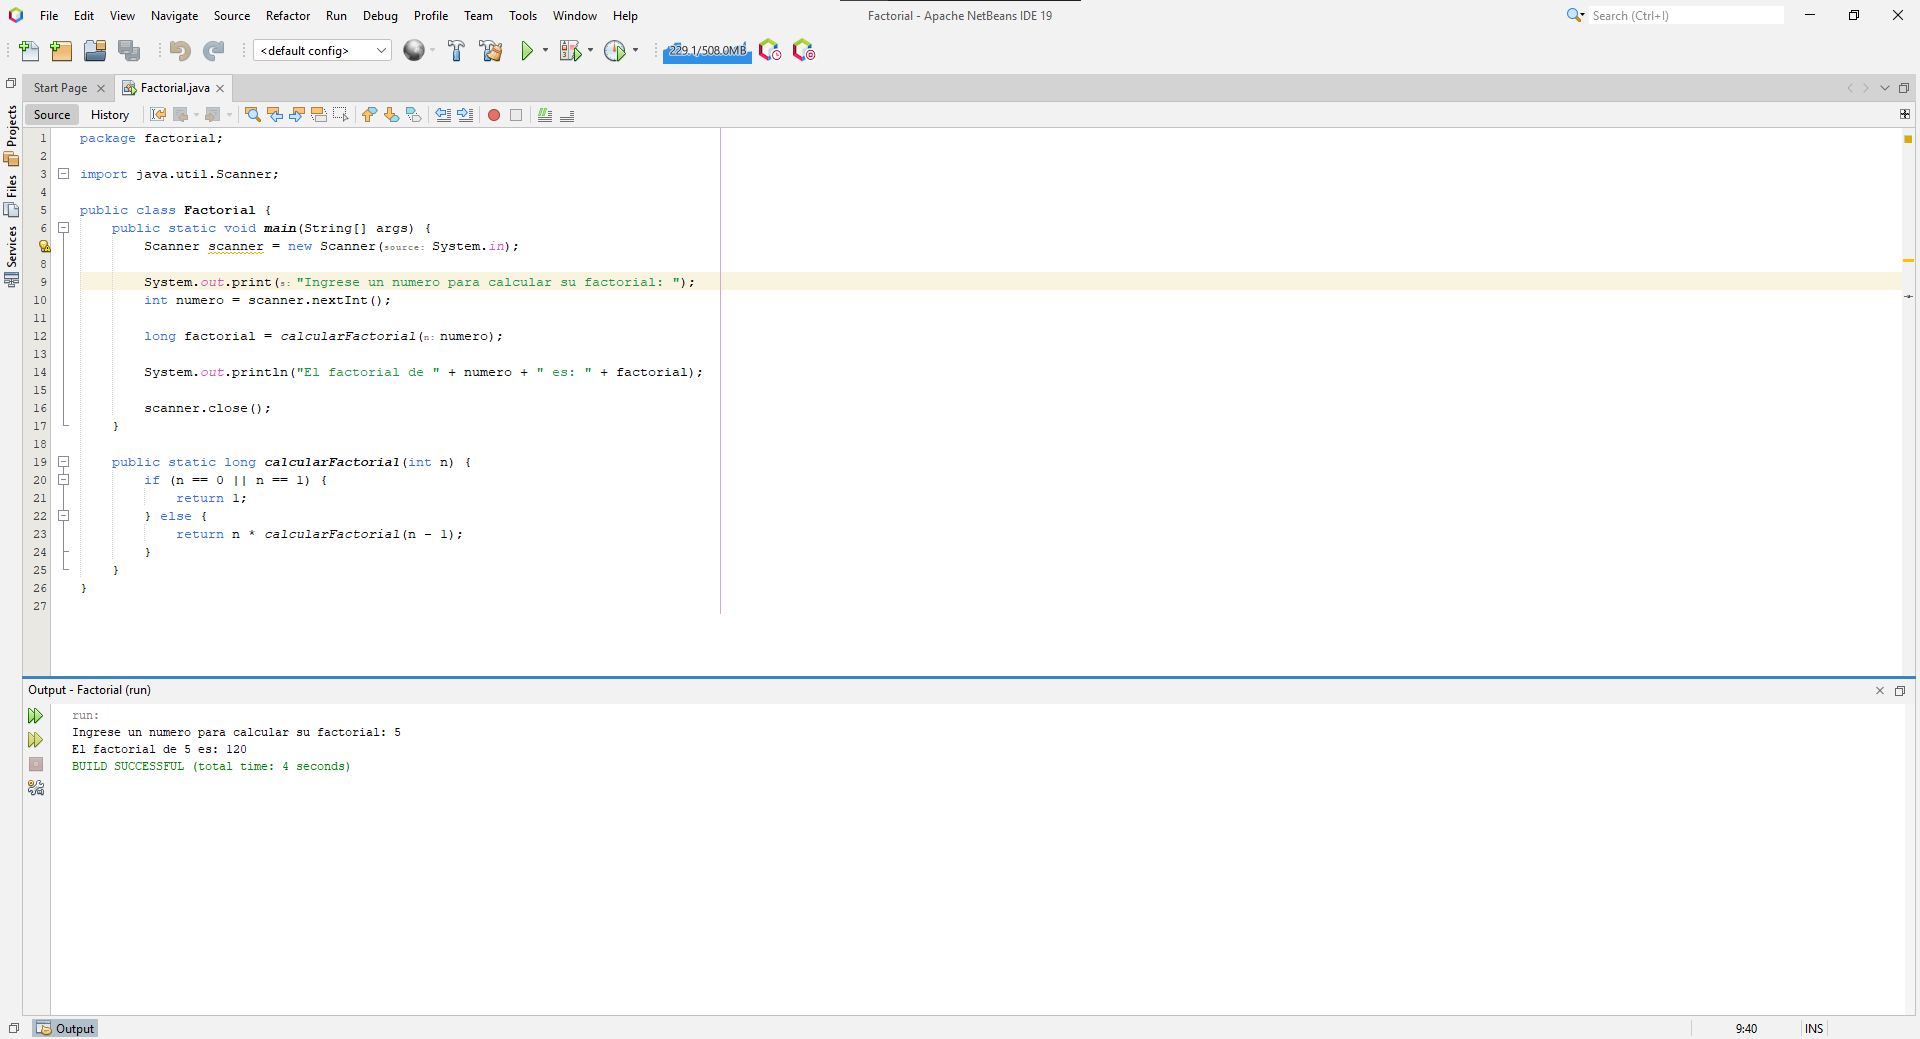 File Edit View Navigate Source Refactor Run Debug Profile Team Tools Window Help
Factorial - Apache NetBeans IDE 19
Search (Ctrl+I)
<default config>
229.1/508.0MB
Start Page
Factorial.java
Source History
Projects
Files
Services
1 package factorial;
2
3 import java.util.Scanner;
4
5 public class Factorial {
6 public static void main(String[] args) {
Scanner scanner = new Scanner(source: System.in);
8
9 System.out.print(s: "Ingrese un numero para calcular su factorial: ");
10 int numero = scanner.nextInt();
11
12 long factorial = calcularFactorial(n: numero);
13
14 System.out.println("El factorial de " + numero + " es: " + factorial);
15
16 scanner.close();
17 }
18
19 public static long calcularFactorial(int n) {
20 if (n == 0 || n == 1) {
21 return 1;
22 } else {
23 return n * calcularFactorial(n - 1);
24 }
25 }
26 }
27
Output - Factorial (run)
run:
Ingrese un numero para calcular su factorial: 5
El factorial de 5 es: 120
BUILD SUCCESSFUL (total time: 4 seconds)
Output
9:40 INS